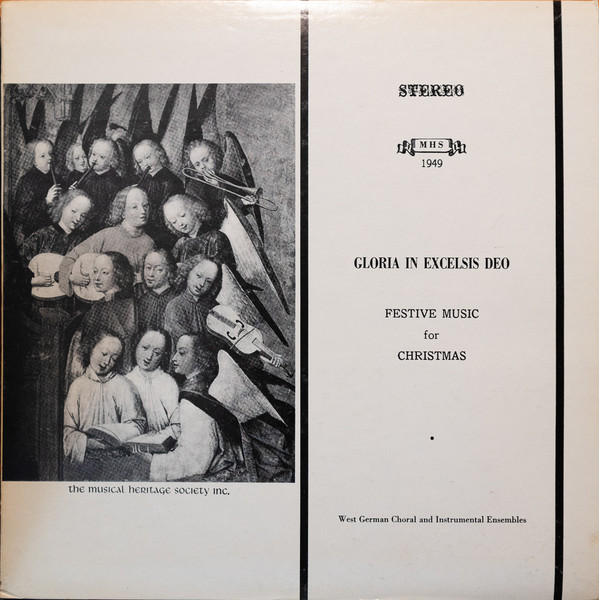 STEREO
MHS
1949
GLORIA IN EXCELSIS DEO
FESTIVE MUSIC
for
CHRISTMAS
the musical heritage society inc.
West German Choral and Instrumental Ensembles